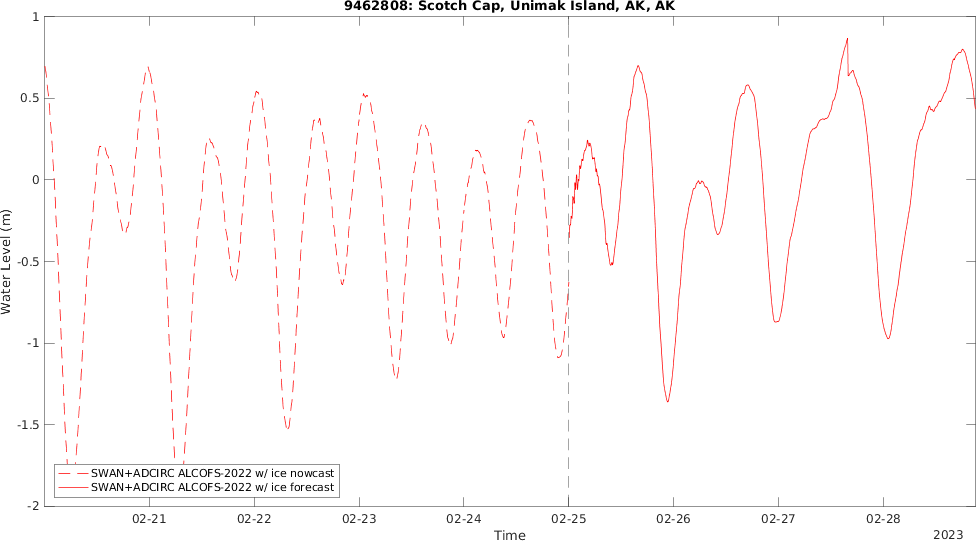 9462808: Scotch Cap, Unimak Island, AK, AK
1
0.5
0
-0.5
-1
-1.5
-2
Water Level (m)
SWAN+ADCIRC ALCOFS-2022 w/ ice nowcast
SWAN+ADCIRC ALCOFS-2022 w/ ice forecast
02-21 02-22 02-23 02-24 02-25 02-26 02-27 02-28
Time
2023